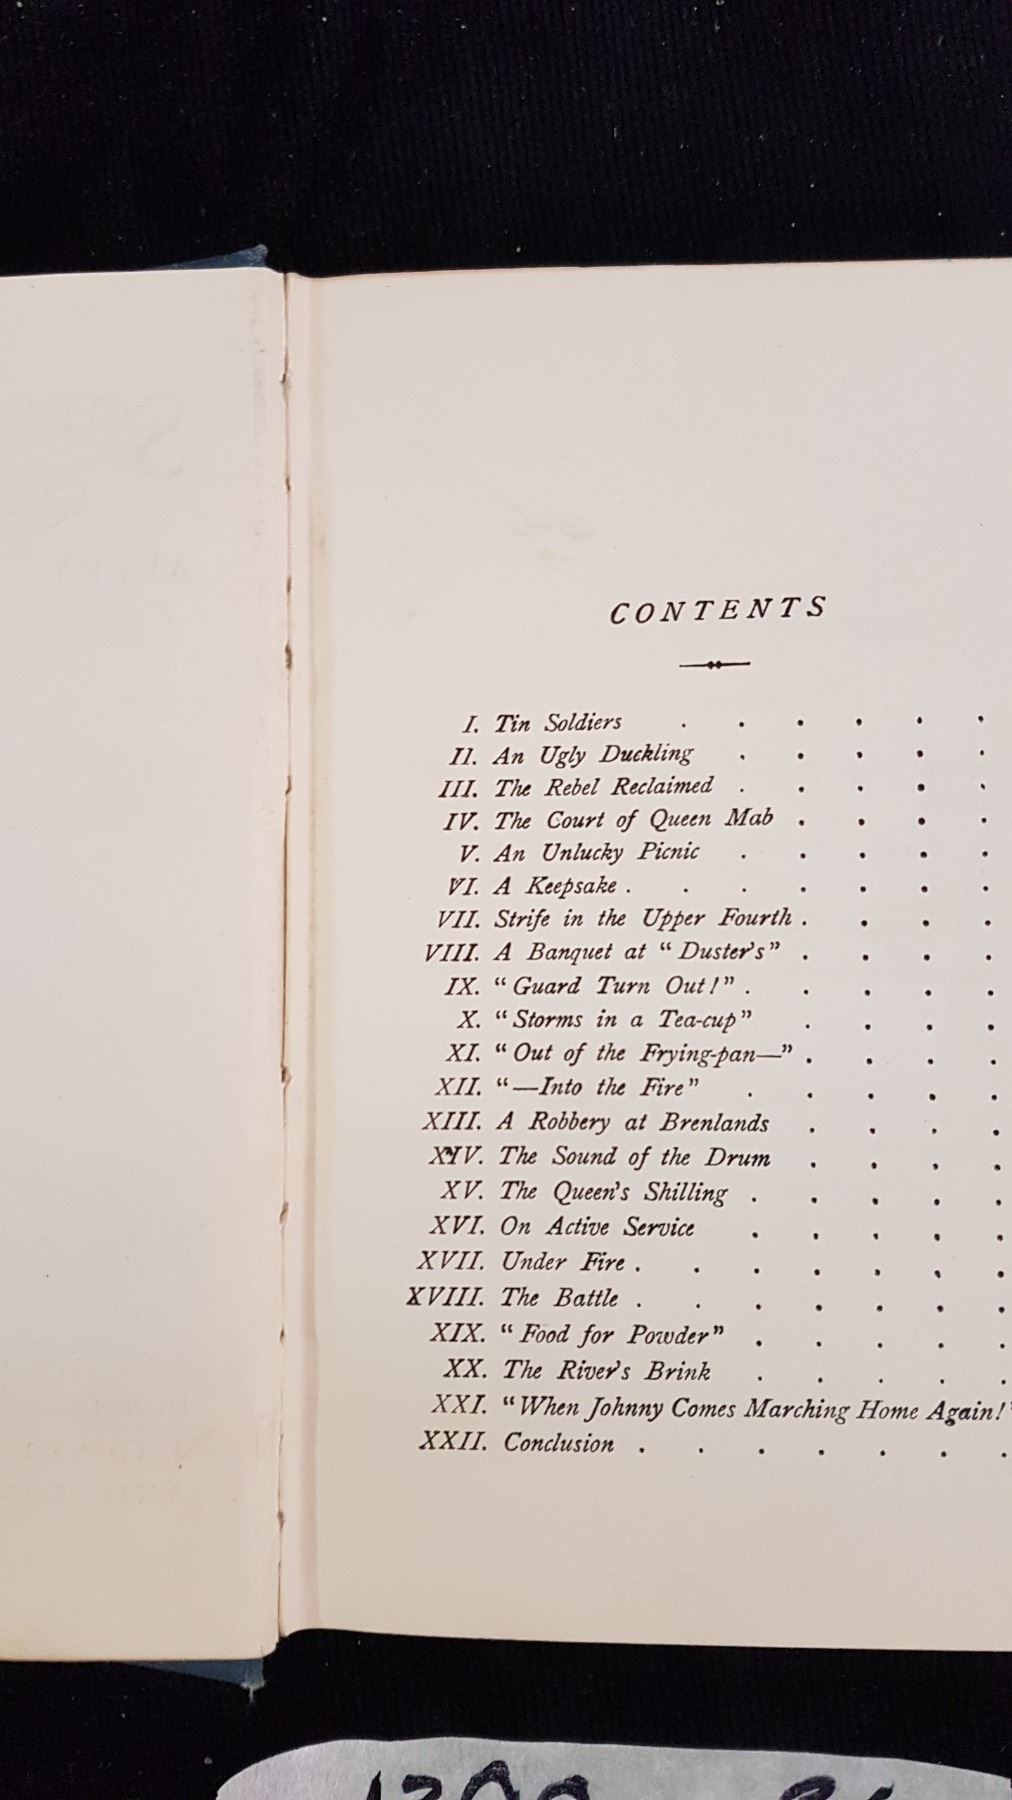 CONTENTS
I. Tin Soldiers . . . . . .
II. An Ugly Duckling . . . . .
III. The Rebel Reclaimed . . . . .
IV. The Court of Queen Mab . . . .
V. An Unlucky Picnic . . . . .
VI. A Keepsake . . . . . . .
VII. Strife in the Upper Fourth . . . .
VIII. A Banquet at "Duster's" . . . .
IX. "Guard Turn Out!" . . . . .
X. "Storms in a Tea-cup" . . . .
XI. "Out of the Frying-pan—" . . . .
XII. "—Into the Fire" . . . . .
XIII. A Robbery at Brenlands . . . .
XIV. The Sound of the Drum . . . .
XV. The Queen's Shilling . . . . .
XVI. On Active Service . . . . .
XVII. Under Fire . . . . . . .
XVIII. The Battle . . . . . . .
XIX. "Food for Powder" . . . . .
XX. The River's Brink . . . . .
XXI. "When Johnny Comes Marching Home Again!"
XXII. Conclusion . . . . . . .